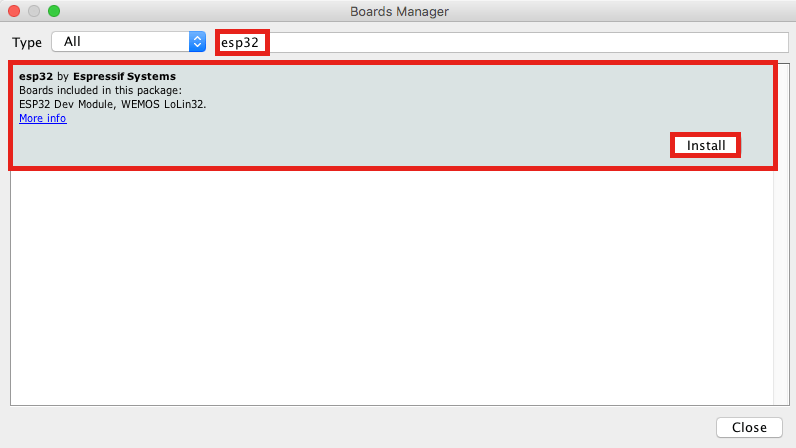 Boards Manager
Type All esp32
esp32 by Espressif Systems
Boards included in this package:
ESP32 Dev Module, WEMOS LoLin32.
More info
Install
Close